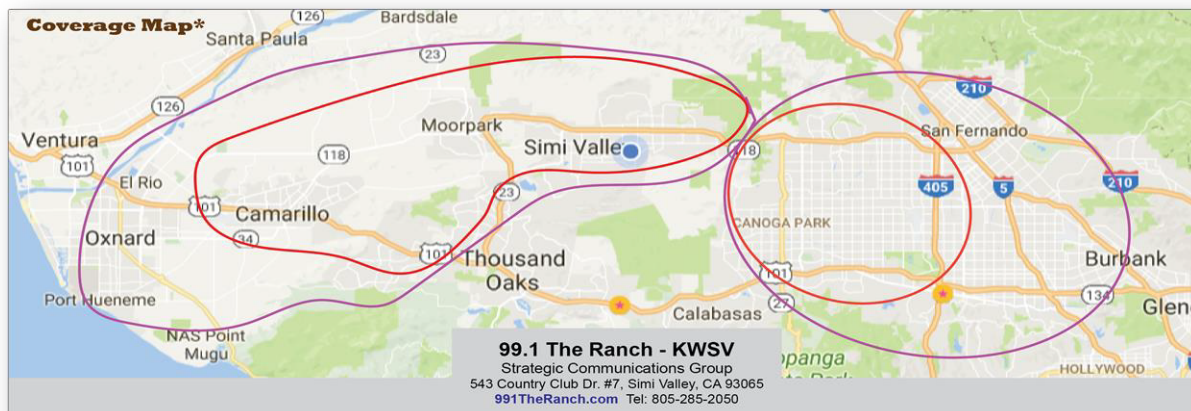 Coverage Map*
126
Bardsdale
Santa Paula
23
210
126
Ventura
Moorpark
San Fernando
101
118
Simi Valle
118
El Rio
405
5
210
101
Camarillo
23
CANOGA PARK
Oxnard
34
101
Thousand
Oaks
101
Burbank
Port Hueneme
27
134
Calabasas
Glen
NAS Point
Mugu
99.1 The Ranch - KWSV
Strategic Communications Group
543 Country Club Dr. #7, Simi Valley, CA 93065
991TheRanch.com Tel: 805-285-2050
opanga
HOLLYWOOD